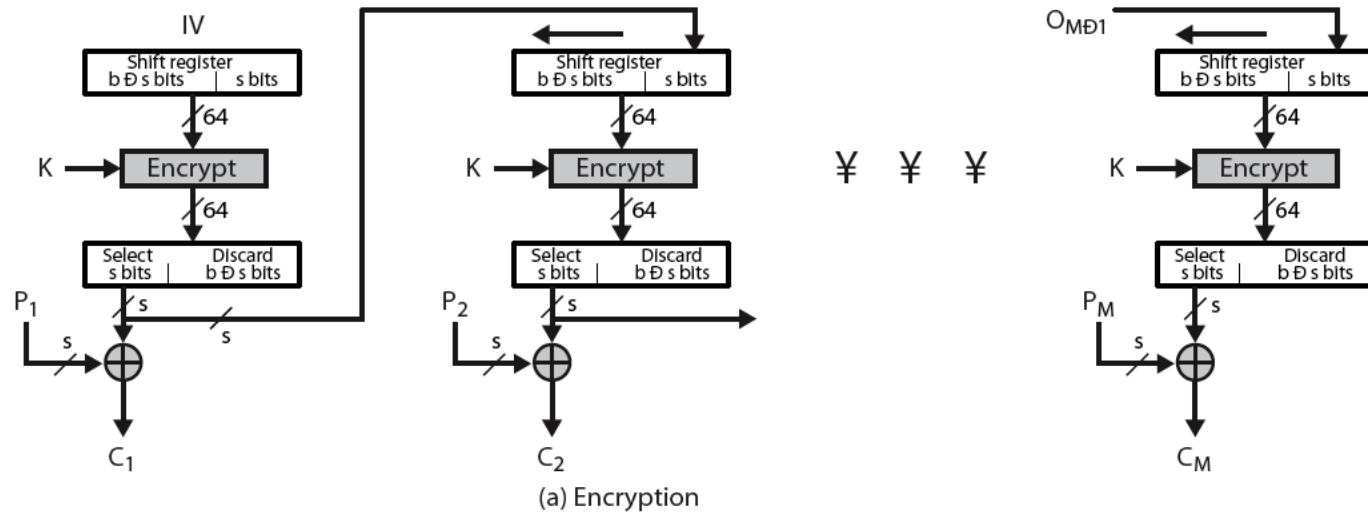 IV
Shift register
b Ð s bits | s bits
64
K
Encrypt
64
Select Discard
s bits | b Ð s bits
P1
s
s
s
C1
Shift register
b Ð s bits | s bits
64
K
Encrypt
64
Select Discard
s bits | b Ð s bits
P2
s
s
C2
¥ ¥ ¥
OMÐ1
Shift register
b Ð s bits | s bits
64
K
Encrypt
64
Select Discard
s bits | b Ð s bits
PM
s
s
CM
(a) Encryption